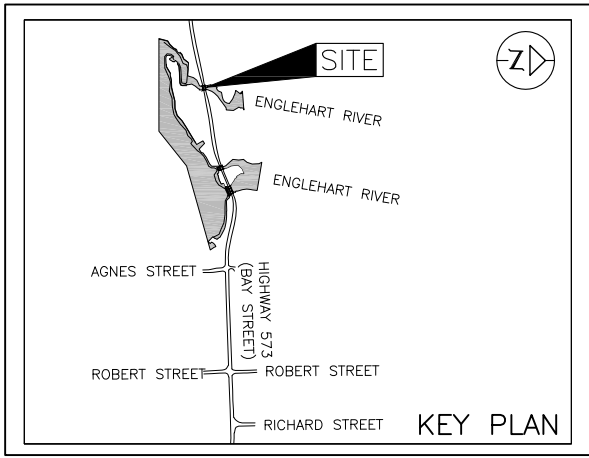 SITE
N
ENGLEHART RIVER
ENGLEHART RIVER
AGNES STREET
HIGHWAY 573
(BAY STREET)
ROBERT STREET
ROBERT STREET
RICHARD STREET
KEY PLAN